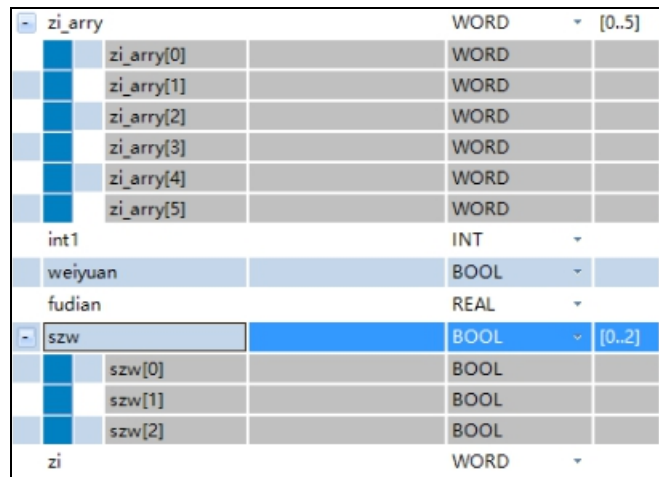 zi_arry WORD [0..5]
zi_arry[0] WORD
zi_arry[1] WORD
zi_arry[2] WORD
zi_arry[3] WORD
zi_arry[4] WORD
zi_arry[5] WORD
int1 INT
weiyuan BOOL
fudian REAL
szw BOOL [0..2]
szw[0] BOOL
szw[1] BOOL
szw[2] BOOL
zi WORD